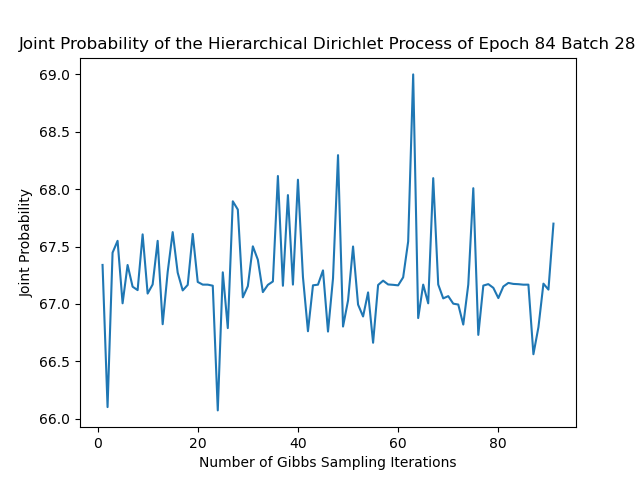 Joint Probability of the Hierarchical Dirichlet Process of Epoch 84 Batch 28
69.0
68.5
68.0
67.5
67.0
66.5
66.0
Joint Probability
0 20 40 60 80
Number of Gibbs Sampling Iterations